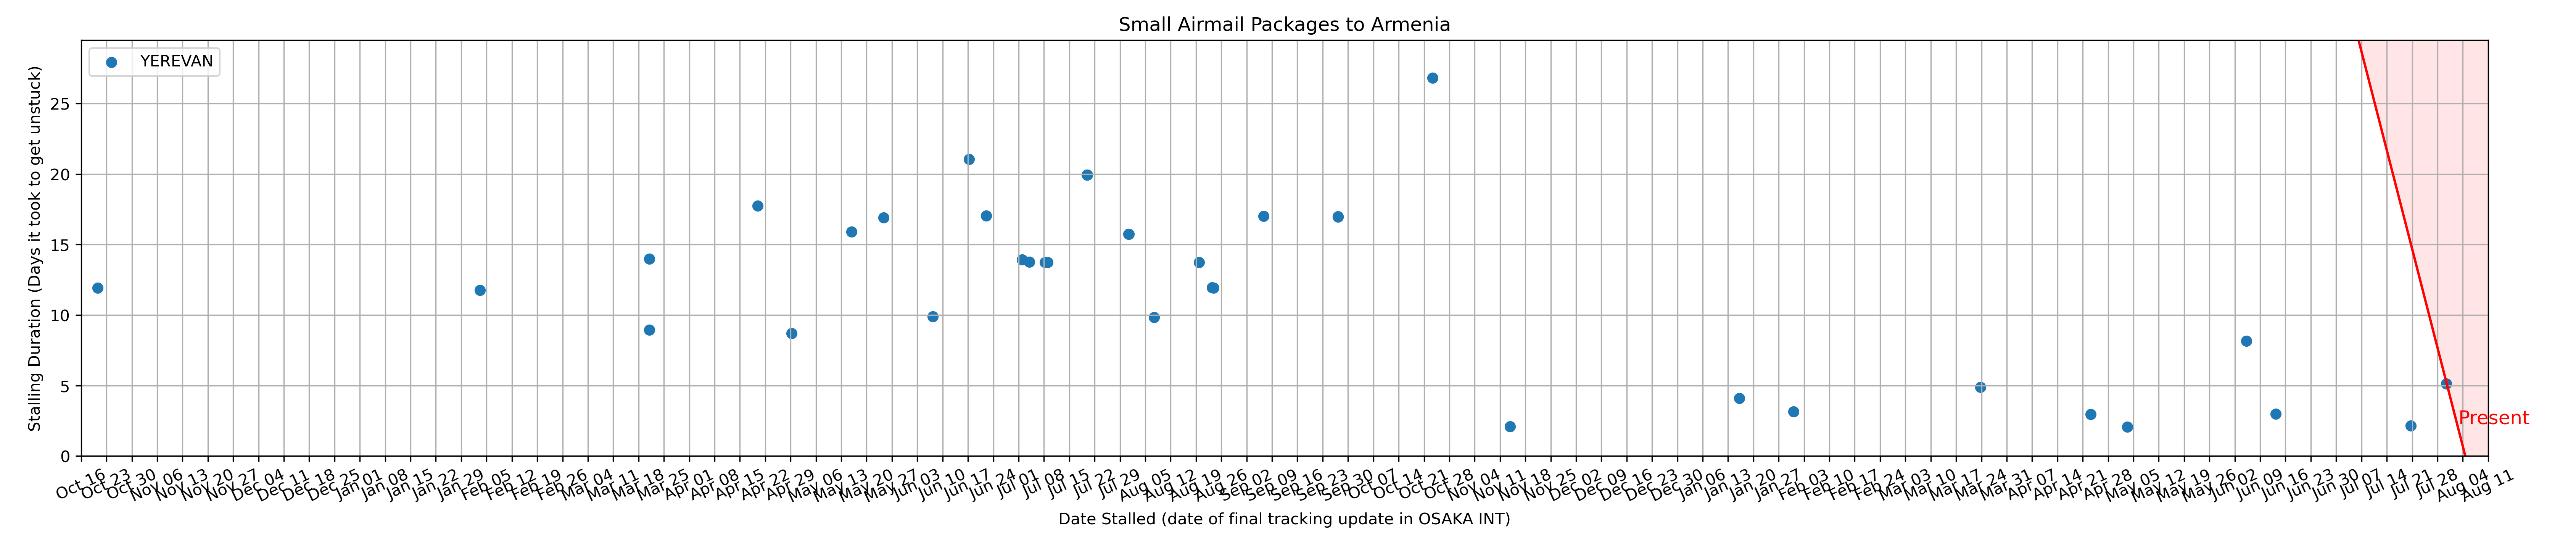 Small Airmail Packages to Armenia
YEREVAN
Stalling Duration (Days it took to get unstuck)
25
20
15
10
5
0
Present
Oct 16
Oct 23
Oct 30
Nov 06
Nov 13
Nov 20
Nov 27
Dec 04
Dec 11
Dec 18
Dec 25
Jan 01
Jan 08
Jan 15
Jan 22
Jan 29
Feb 05
Feb 12
Feb 19
Feb 26
Mar 04
Mar 11
Mar 18
Mar 25
Apr 01
Apr 08
Apr 15
Apr 22
Apr 29
May 06
May 13
May 20
May 27
Jun 03
Jun 10
Jun 17
Jun 24
Jul 01
Jul 08
Jul 15
Jul 22
Jul 29
Aug 05
Aug 12
Aug 19
Aug 26
Sep 02
Sep 09
Sep 16
Sep 23
Sep 30
Oct 07
Oct 14
Oct 21
Oct 28
Nov 04
Nov 11
Nov 18
Nov 25
Dec 02
Dec 09
Dec 16
Dec 23
Dec 30
Jan 06
Jan 13
Jan 20
Jan 27
Feb 03
Feb 10
Feb 17
Feb 24
Mar 03
Mar 10
Mar 17
Mar 24
Mar 31
Apr 07
Apr 14
Apr 21
Apr 28
May 05
May 12
May 19
May 26
Jun 02
Jun 09
Jun 16
Jun 23
Jun 30
Jul 07
Jul 14
Jul 21
Jul 28
Aug 04
Aug 11
Date Stalled (date of final tracking update in OSAKA INT)